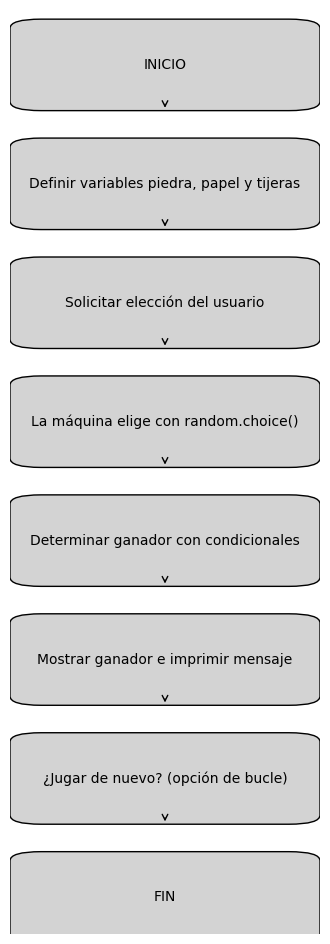 INICIO
Definir variables piedra, papel y tijeras
Solicitar elección del usuario
La máquina elige con random.choice()
Determinar ganador con condicionales
Mostrar ganador e imprimir mensaje
¿Jugar de nuevo? (opción de bucle)
FIN